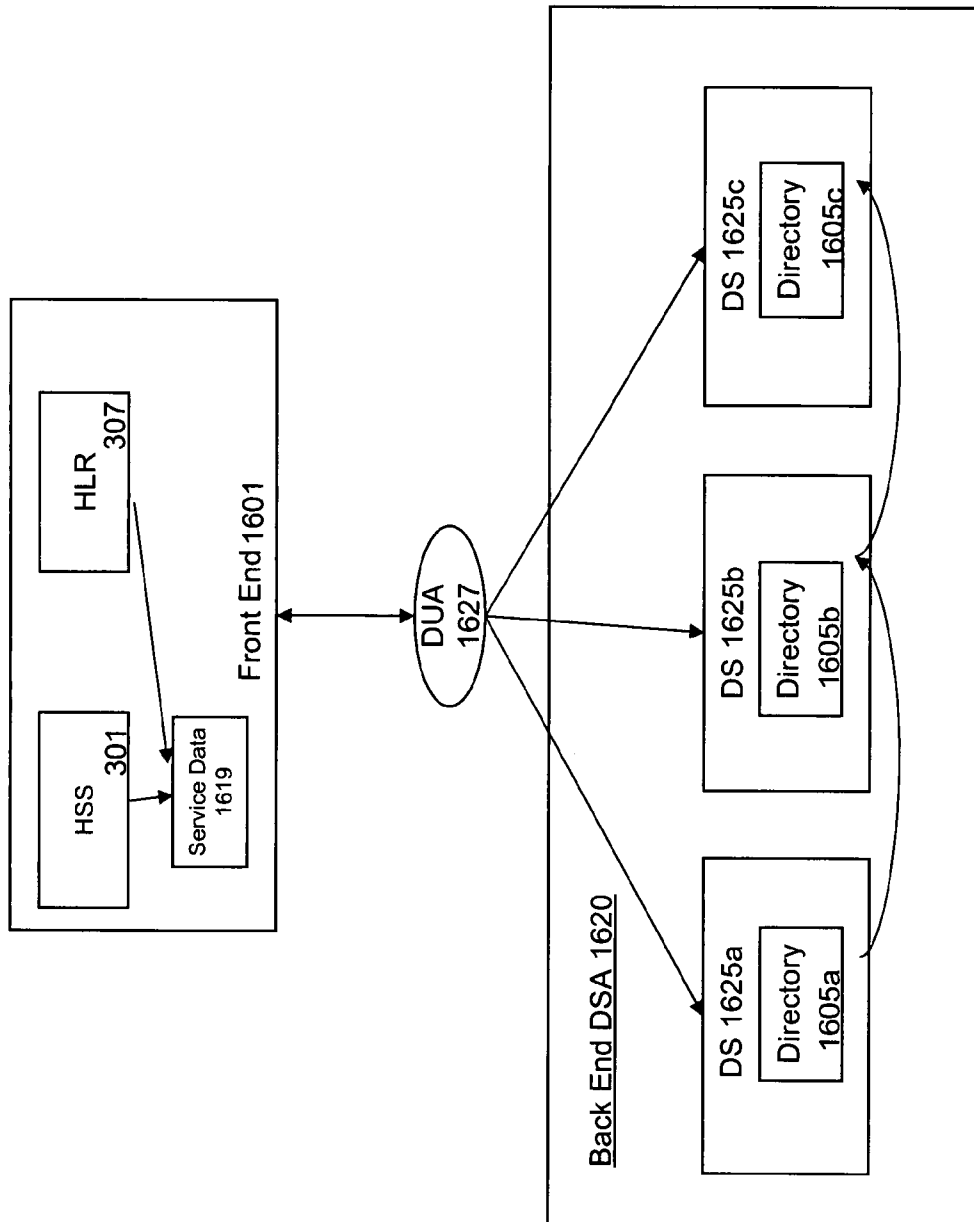 HSS
301
HLR
307
Service Data
1619
Front End 1601
DUA
1627
Back End DSA 1620
DS 1625a
Directory
1605a
DS 1625b
Directory
1605b
DS 1625c
Directory
1605c